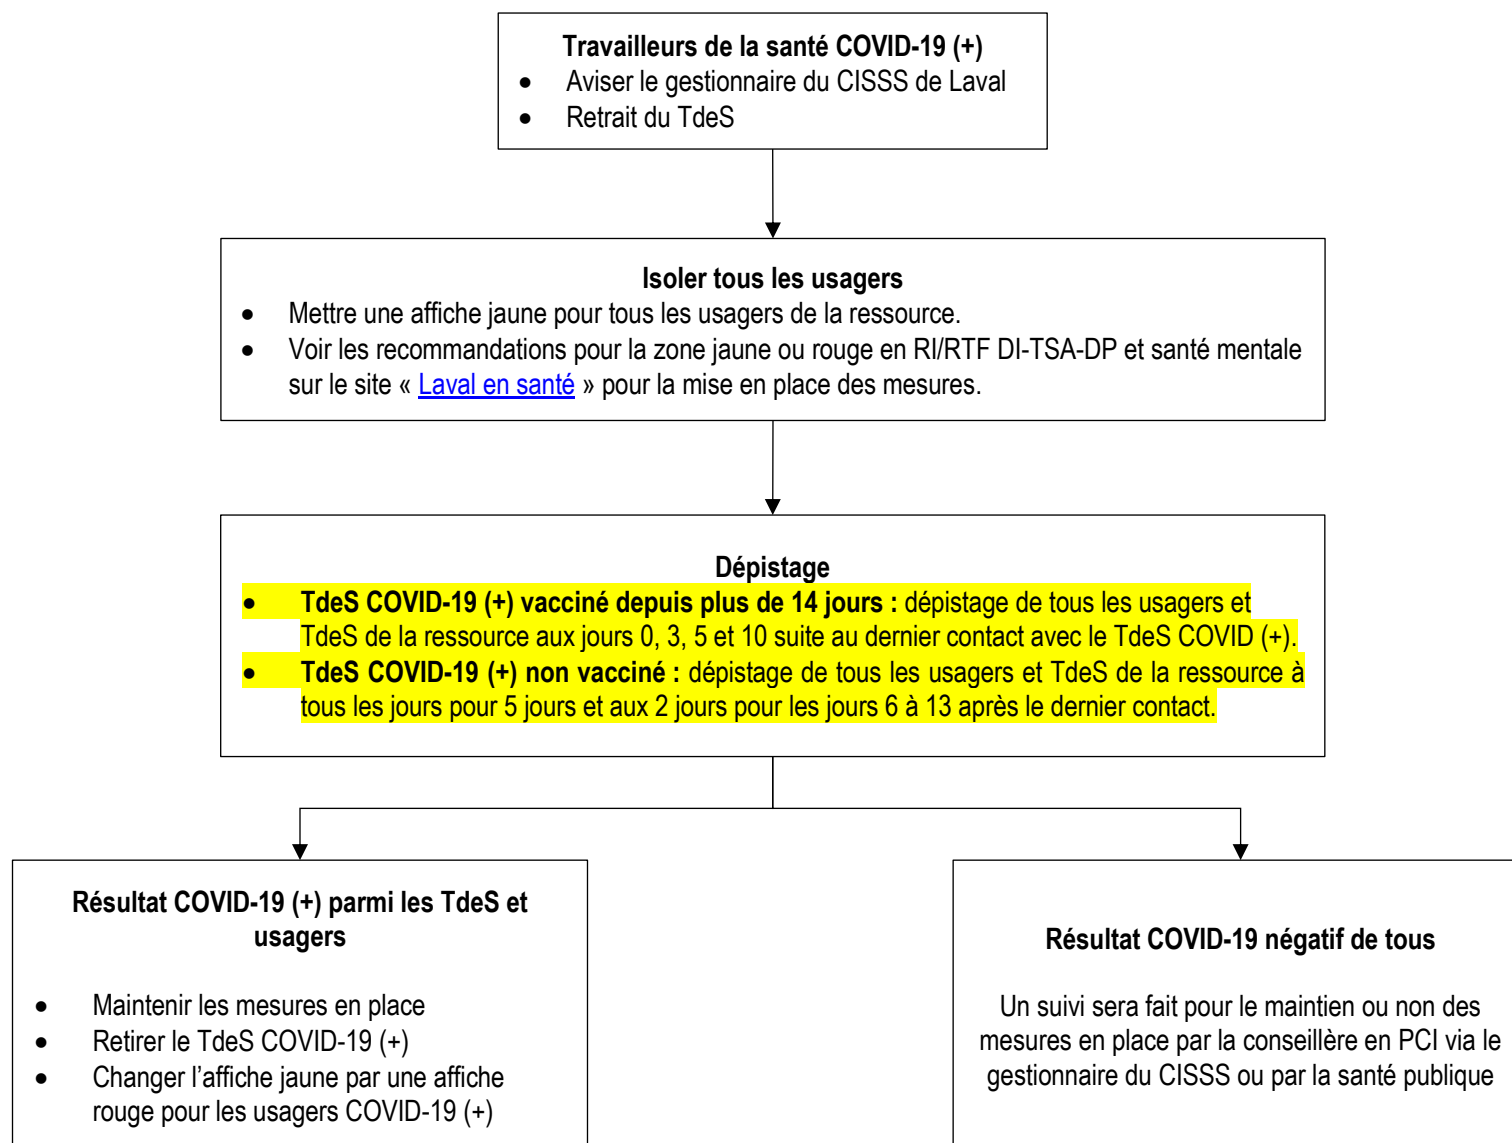 Travailleurs de la santé COVID-19 (+)
• Aviser le gestionnaire du CISSS de Laval
• Retrait du TdeS
Isoler tous les usagers
• Mettre une affiche jaune pour tous les usagers de la ressource.
• Voir les recommandations pour la zone jaune ou rouge en RI/RTF DI-TSA-DP et santé mentale
sur le site « Laval en santé » pour la mise en place des mesures.
Dépistage
• TdeS COVID-19 (+) vacciné depuis plus de 14 jours : dépistage de tous les usagers et
TdeS de la ressource aux jours 0, 3, 5 et 10 suite au dernier contact avec le TdeS COVID (+).
• TdeS COVID-19 (+) non vacciné : dépistage de tous les usagers et TdeS de la ressource à
tous les jours pour 5 jours et aux 2 jours pour les jours 6 à 13 après le dernier contact.
Résultat COVID-19 (+) parmi les TdeS et
usagers
• Maintenir les mesures en place
• Retirer le TdeS COVID-19 (+)
• Changer l’affiche jaune par une affiche
rouge pour les usagers COVID-19 (+)
Résultat COVID-19 négatif de tous
Un suivi sera fait pour le maintien ou non des
mesures en place par la conseillère en PCI via le
gestionnaire du CISSS ou par la santé publique